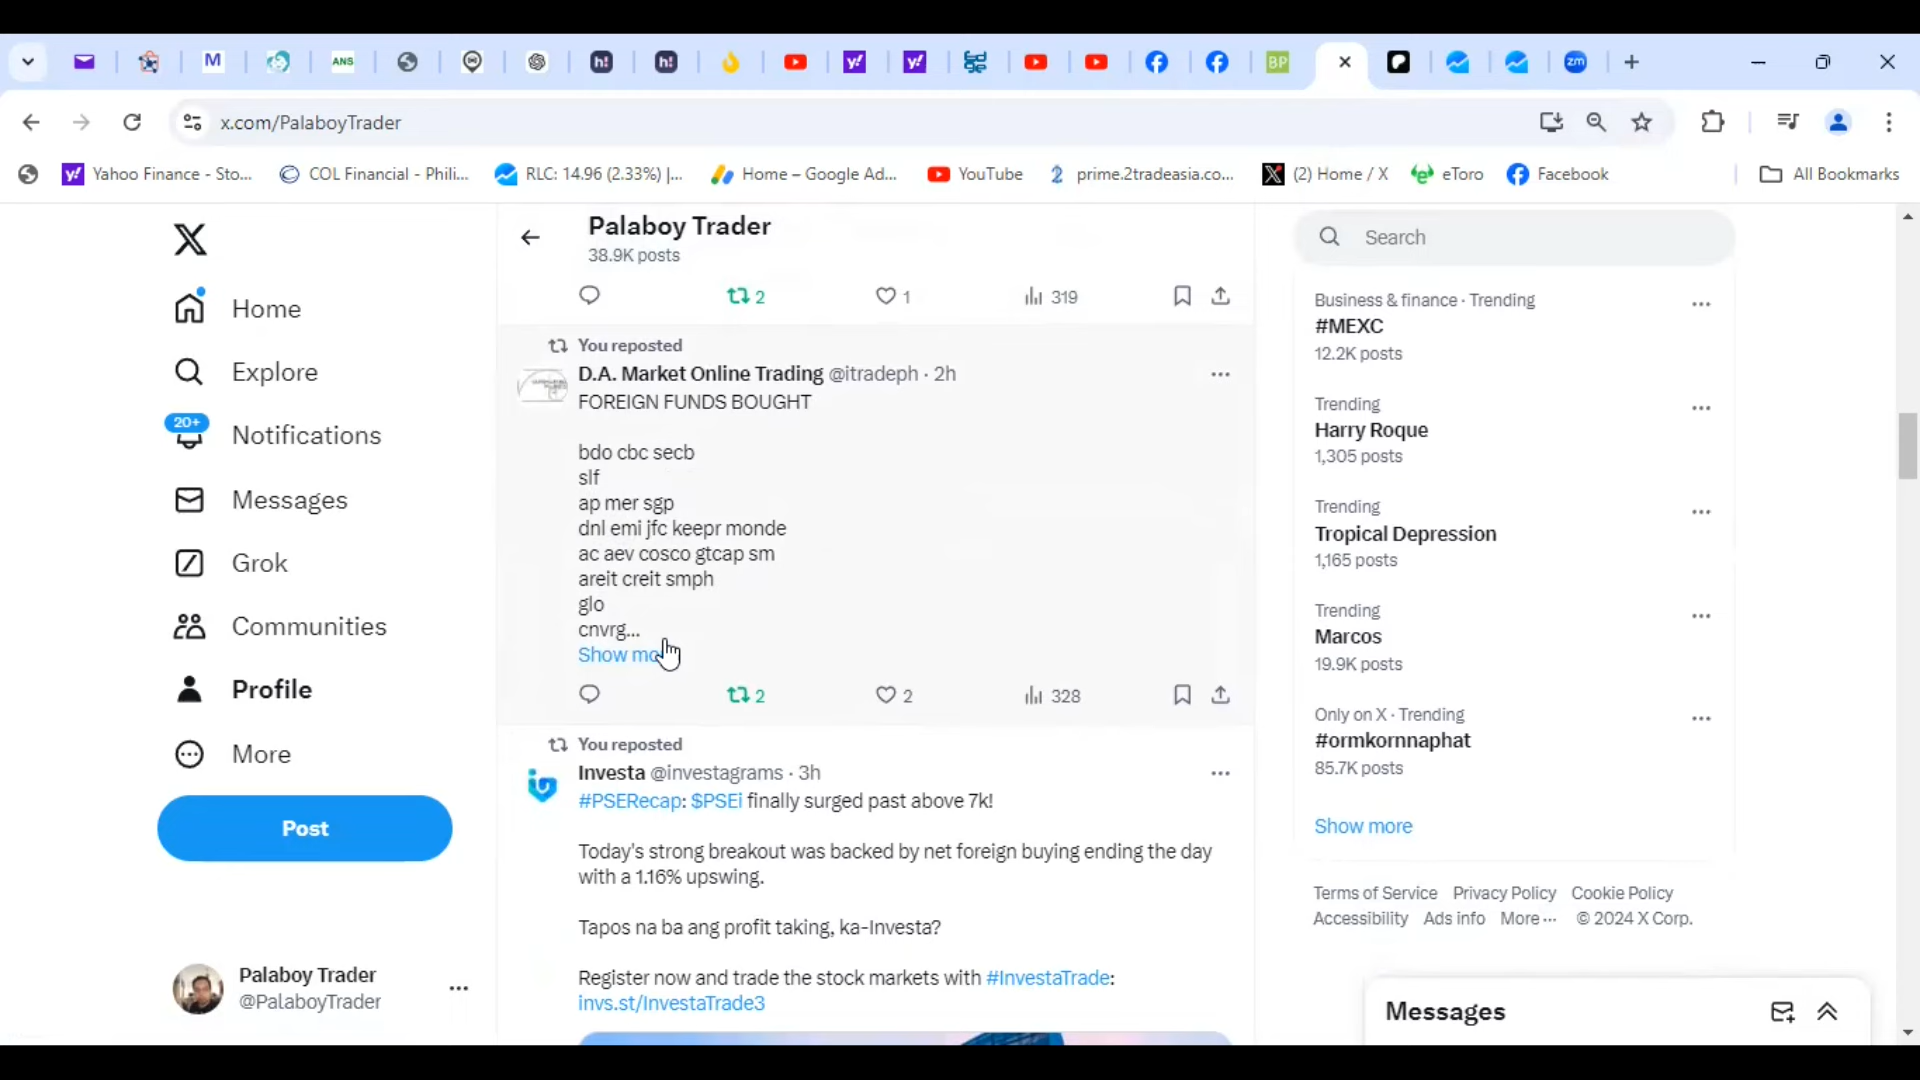 M
ANS
h!
h!
y!
y!
BP
zm
x.com/PalaboyTrader
y! Yahoo Finance - Sto...
COL Financial - Phili...
RLC: 14.96 (2.33%) |...
Home – Google Ad...
YouTube
2 prime.2tradeasia.co...
(2) Home / X
eToro
Facebook
All Bookmarks
Home
Explore
20+
Notifications
Messages
Grok
Communities
Profile
More
Post
Palaboy Trader
@PalaboyTrader
Palaboy Trader
38.9K posts
2
1
319
You reposted
D.A. Market Online Trading @itradeph · 2h
FOREIGN FUNDS BOUGHT
bdo cbc secb
slf
ap mer sgp
dnl emi jfc keepr monde
ac aev cosco gtcap sm
areit creit smph
glo
cnvrg...
Show mo
2
2
328
You reposted
Investa @investagrams · 3h
#PSERecap: $PSEi finally surged past above 7k!
Today's strong breakout was backed by net foreign buying ending the day
with a 1.16% upswing.
Tapos na ba ang profit taking, ka-Investa?
Register now and trade the stock markets with #InvestaTrade:
invs.st/InvestaTrade3
Search
Business & finance · Trending
#MEXC
12.2K posts
Trending
Harry Roque
1,305 posts
Trending
Tropical Depression
1,165 posts
Trending
Marcos
19.9K posts
Only on X · Trending
#ormkornnaphat
85.7K posts
Show more
Terms of Service Privacy Policy Cookie Policy
Accessibility Ads info More ··· © 2024 X Corp.
Messages